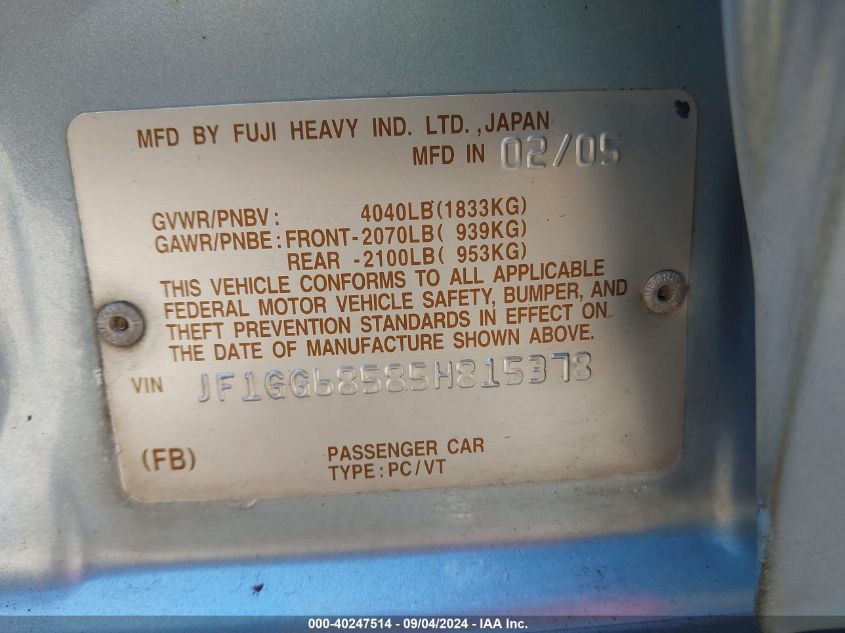 MFD BY FUJI HEAVY IND. LTD. ,JAPAN
MFD IN 02/05
GVWR/PNBV: 4040LB(1833KG)
GAWR/PNBE: FRONT-2070LB( 939KG)
REAR -2100LB( 953KG)
THIS VEHICLE CONFORMS TO ALL APPLICABLE
FEDERAL MOTOR VEHICLE SAFETY, BUMPER, AND
THEFT PREVENTION STANDARDS IN EFFECT ON
THE DATE OF MANUFACTURE SHOWN ABOVE.
VIN JF1GG68585H815378
(FB) PASSENGER CAR
TYPE: PC/VT
000-40247514 - 09/04/2024 - IAA Inc.